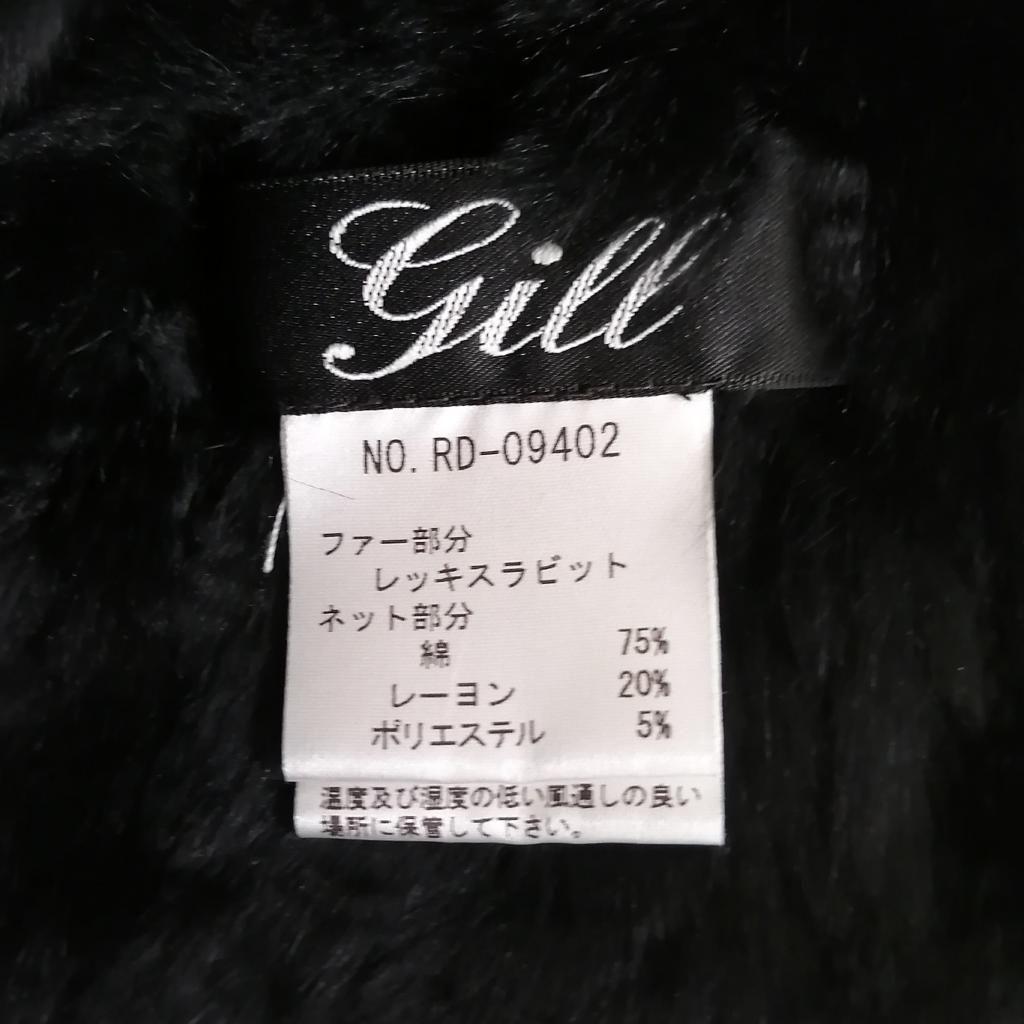 Gill
NO. RD-09402
ファー部分
レッキスラビット
ネット部分
綿 75%
レーヨン 20%
ポリエステル 5%
温度及び湿度の低い風通しの良い
場所に保管して下さい。